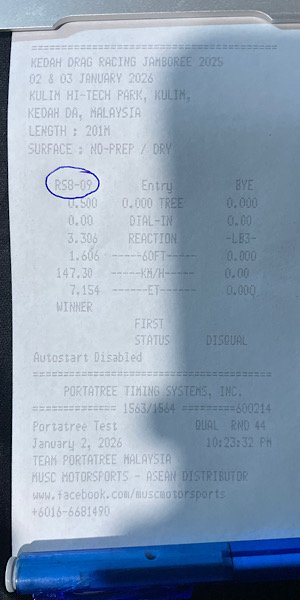 ==============================
KEDAH DRAG RACING JAMBOREE 2025
02 & 03 JANUARY 2026
KULIM HI-TECH PARK, KULIM,
KEDAH DA, MALAYSIA
LENGTH : 201M
SURFACE : NO-PREP / DRY
RSB-09 Entry BYE
0.500 0.000 TREE 0.000
0.00 DIAL-IN 0.00
3.306 REACTION -LB3-
1.606 ------60FT----- 0.000
147.30 ------KM/H----- 0.00
7.154 -------ET------ 0.000
WINNER
FIRST
STATUS DISQUAL
Autostart Disabled
==============================
PORTATREE TIMING SYSTEMS, INC.
============== 1563/1564 ========600214
Portatree Test QUAL RND 44
January 2, 2026 10:23:32 PM
TEAM PORTATREE MALAYSIA
MUSC MOTORSPORTS - ASEAN DISTRIBUTOR
www.facebook.com/muscmotorsports
+6016-6681490